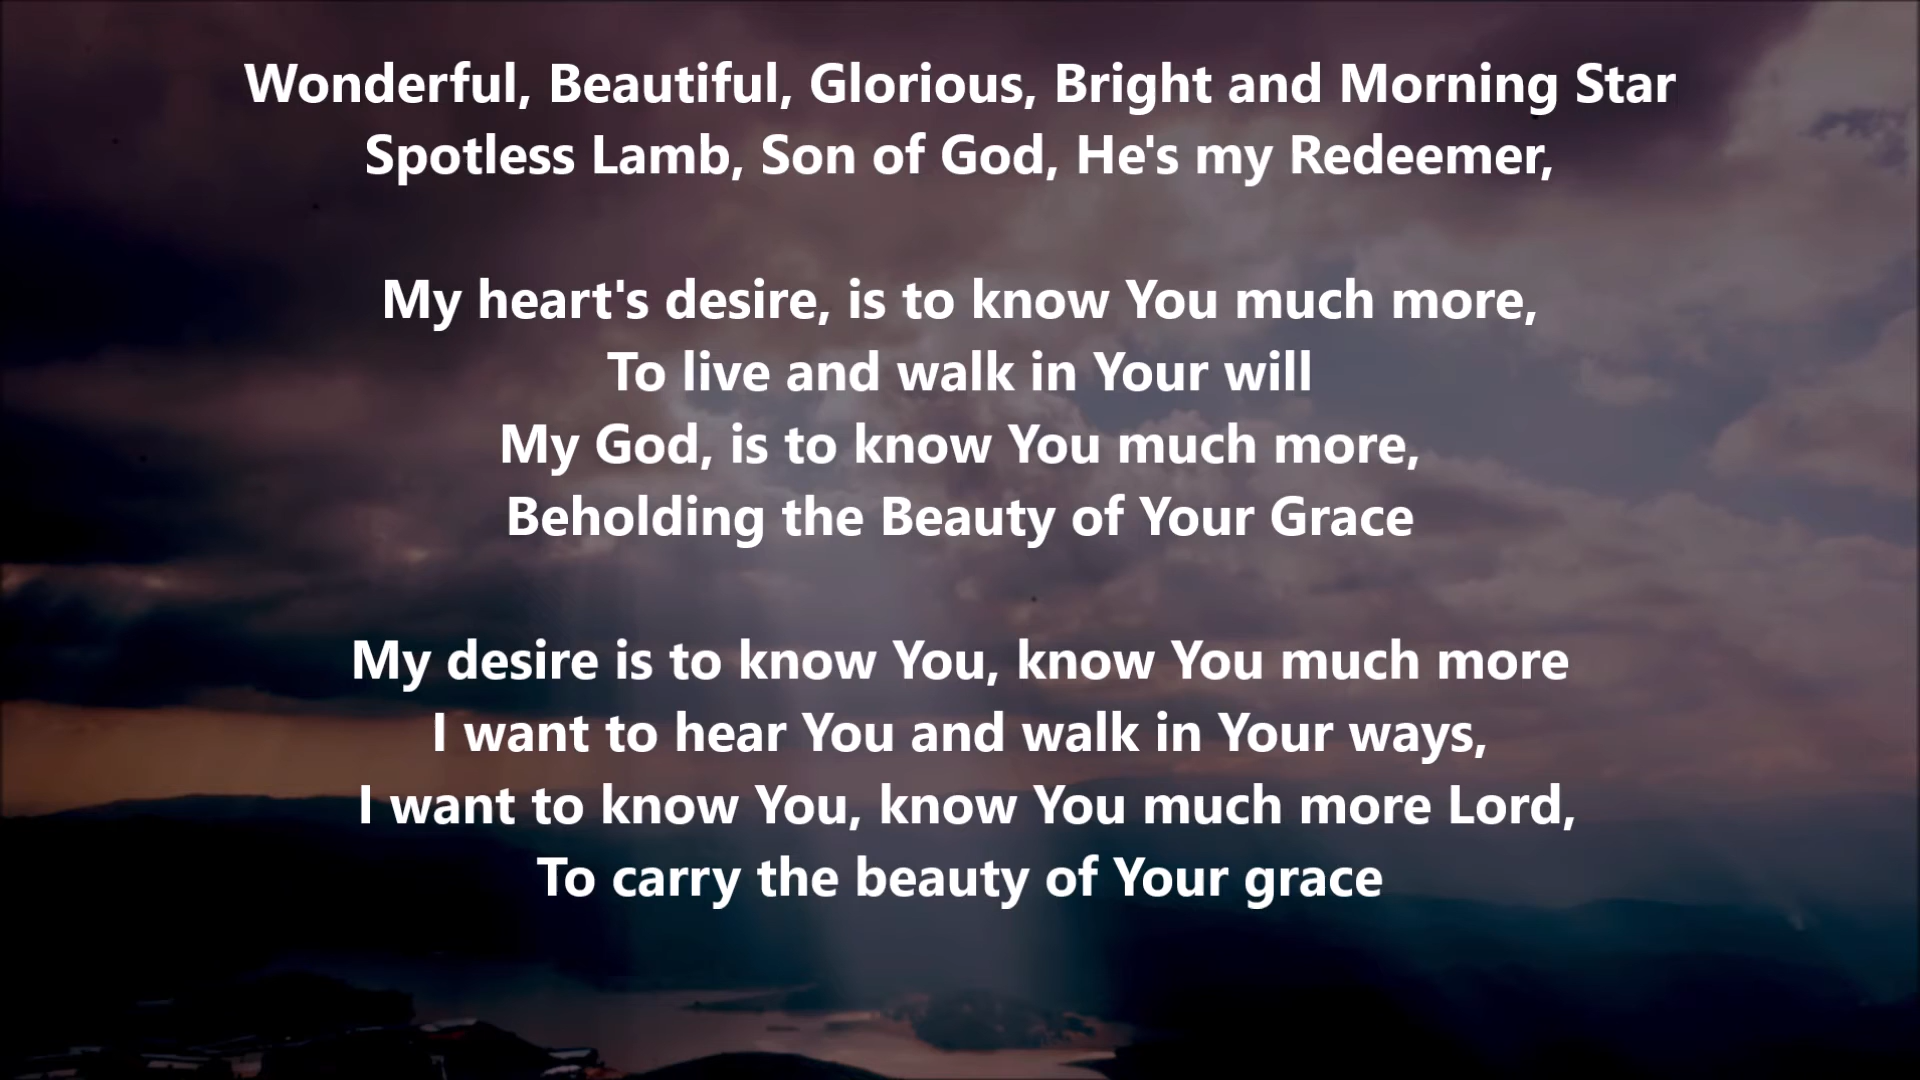 Wonderful, Beautiful, Glorious, Bright and Morning Star
Spotless Lamb, Son of God, He's my Redeemer,
My heart's desire, is to know You much more,
To live and walk in Your will
My God, is to know You much more,
Beholding the Beauty of Your Grace
My desire is to know You, know You much more
I want to hear You and walk in Your ways,
I want to know You, know You much more Lord,
To carry the beauty of Your grace